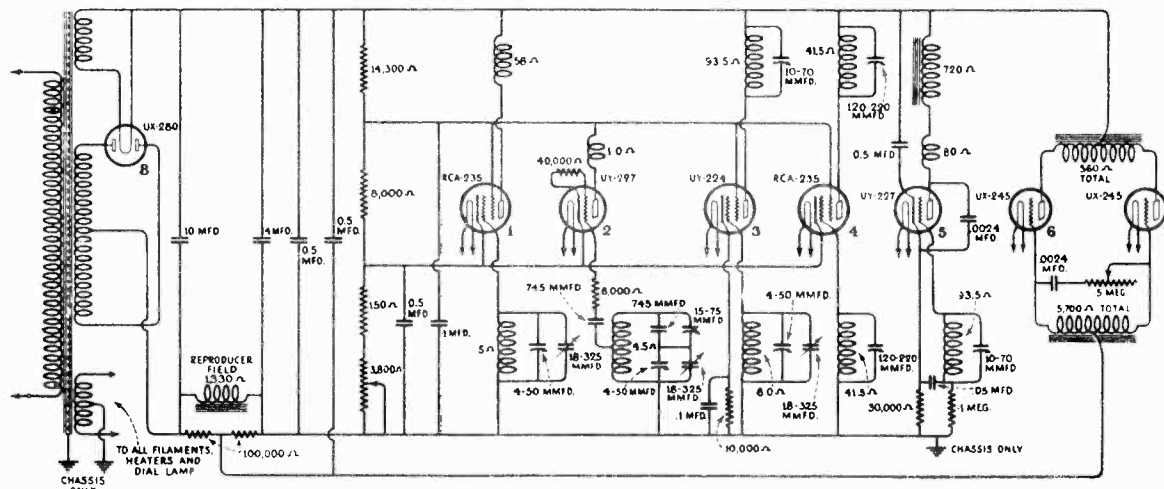 UX-280
8
14,300 Ω
56 Ω
93.5 Ω
10-70
MMFD.
41.5 Ω
120-220
MMFD
720 Ω
8,000 Ω
40,000 Ω
10 Ω
0.5 MFD
80 Ω
560 Ω
TOTAL
RCA-235
1
UY-227
2
UY-224
3
RCA-235
4
UY-227
5
.0024
MFD
UX-245
6
UX-245
10 MFD
4 MFD.
0.5
MFD.
0.5
MFD.
150 Ω
0.5
MFD
.1 MFD.
3,800 Ω
745 MMFD
8,000 Ω
745
MMFD
15-75
MMFD
4-50 MMFD.
93.5 Ω
.0024
MFD.
5 MEG
5,700 Ω TOTAL
REPRODUCER
FIELD
1,330 Ω
5 Ω
18-325
MMFD
4-50 MMFD.
4.5 Ω
4-50 MMFD
18-325
MMFD.
.1 MFD.
10,000 Ω
6.0 Ω
18-325
MMFD.
120-220
MMFD.
41.5 Ω
30,000 Ω
.05 MFD
.1 MEG.
10-70
MMFD
TO ALL FILAMENTS,
HEATERS AND
DIAL LAMP
100,000 Ω
CHASSIS ONLY
CHASSIS